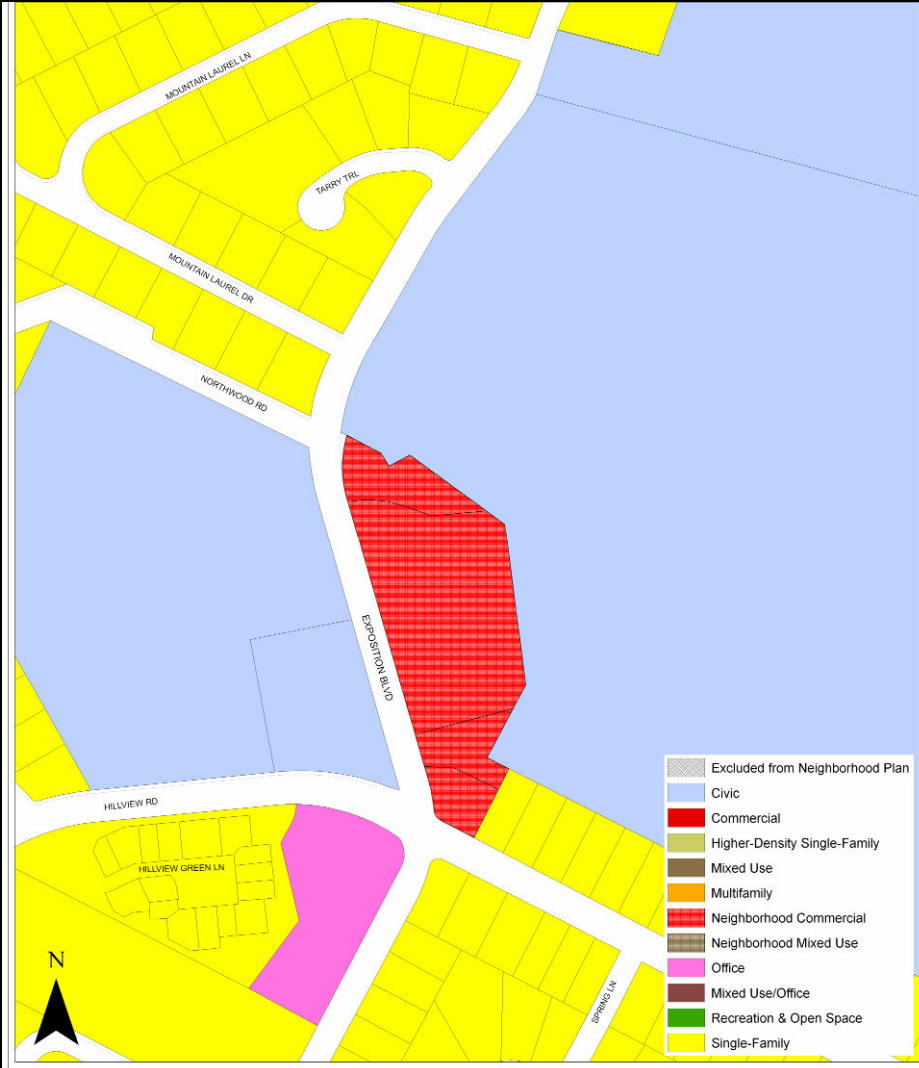 MOUNTAIN LAUREL LN
TARRY TRL
MOUNTAIN LAUREL DR
NORTHWOOD RD
EXPOSITION BLVD
HILLVIEW RD
HILLVIEW GREEN LN
SPRING LN
N
Excluded from Neighborhood Plan
Civic
Commercial
Higher-Density Single-Family
Mixed Use
Multifamily
Neighborhood Commercial
Neighborhood Mixed Use
Office
Mixed Use/Office
Recreation & Open Space
Single-Family